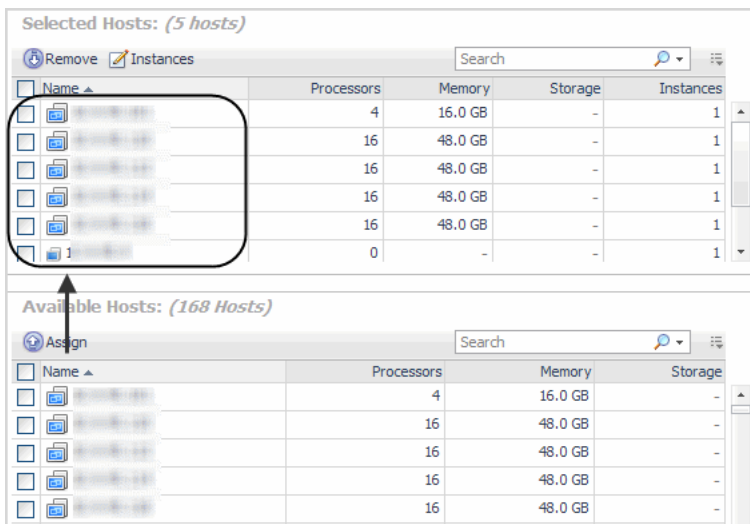 Selected Hosts: (5 hosts)
Remove Instances Search
Name Processors Memory Storage Instances
4 16.0 GB - 1
16 48.0 GB - 1
16 48.0 GB - 1
16 48.0 GB - 1
16 48.0 GB - 1
1 0 - - 1
Available Hosts: (168 Hosts)
Assign Search
Name Processors Memory Storage
4 16.0 GB -
16 48.0 GB -
16 48.0 GB -
16 48.0 GB -
16 48.0 GB -